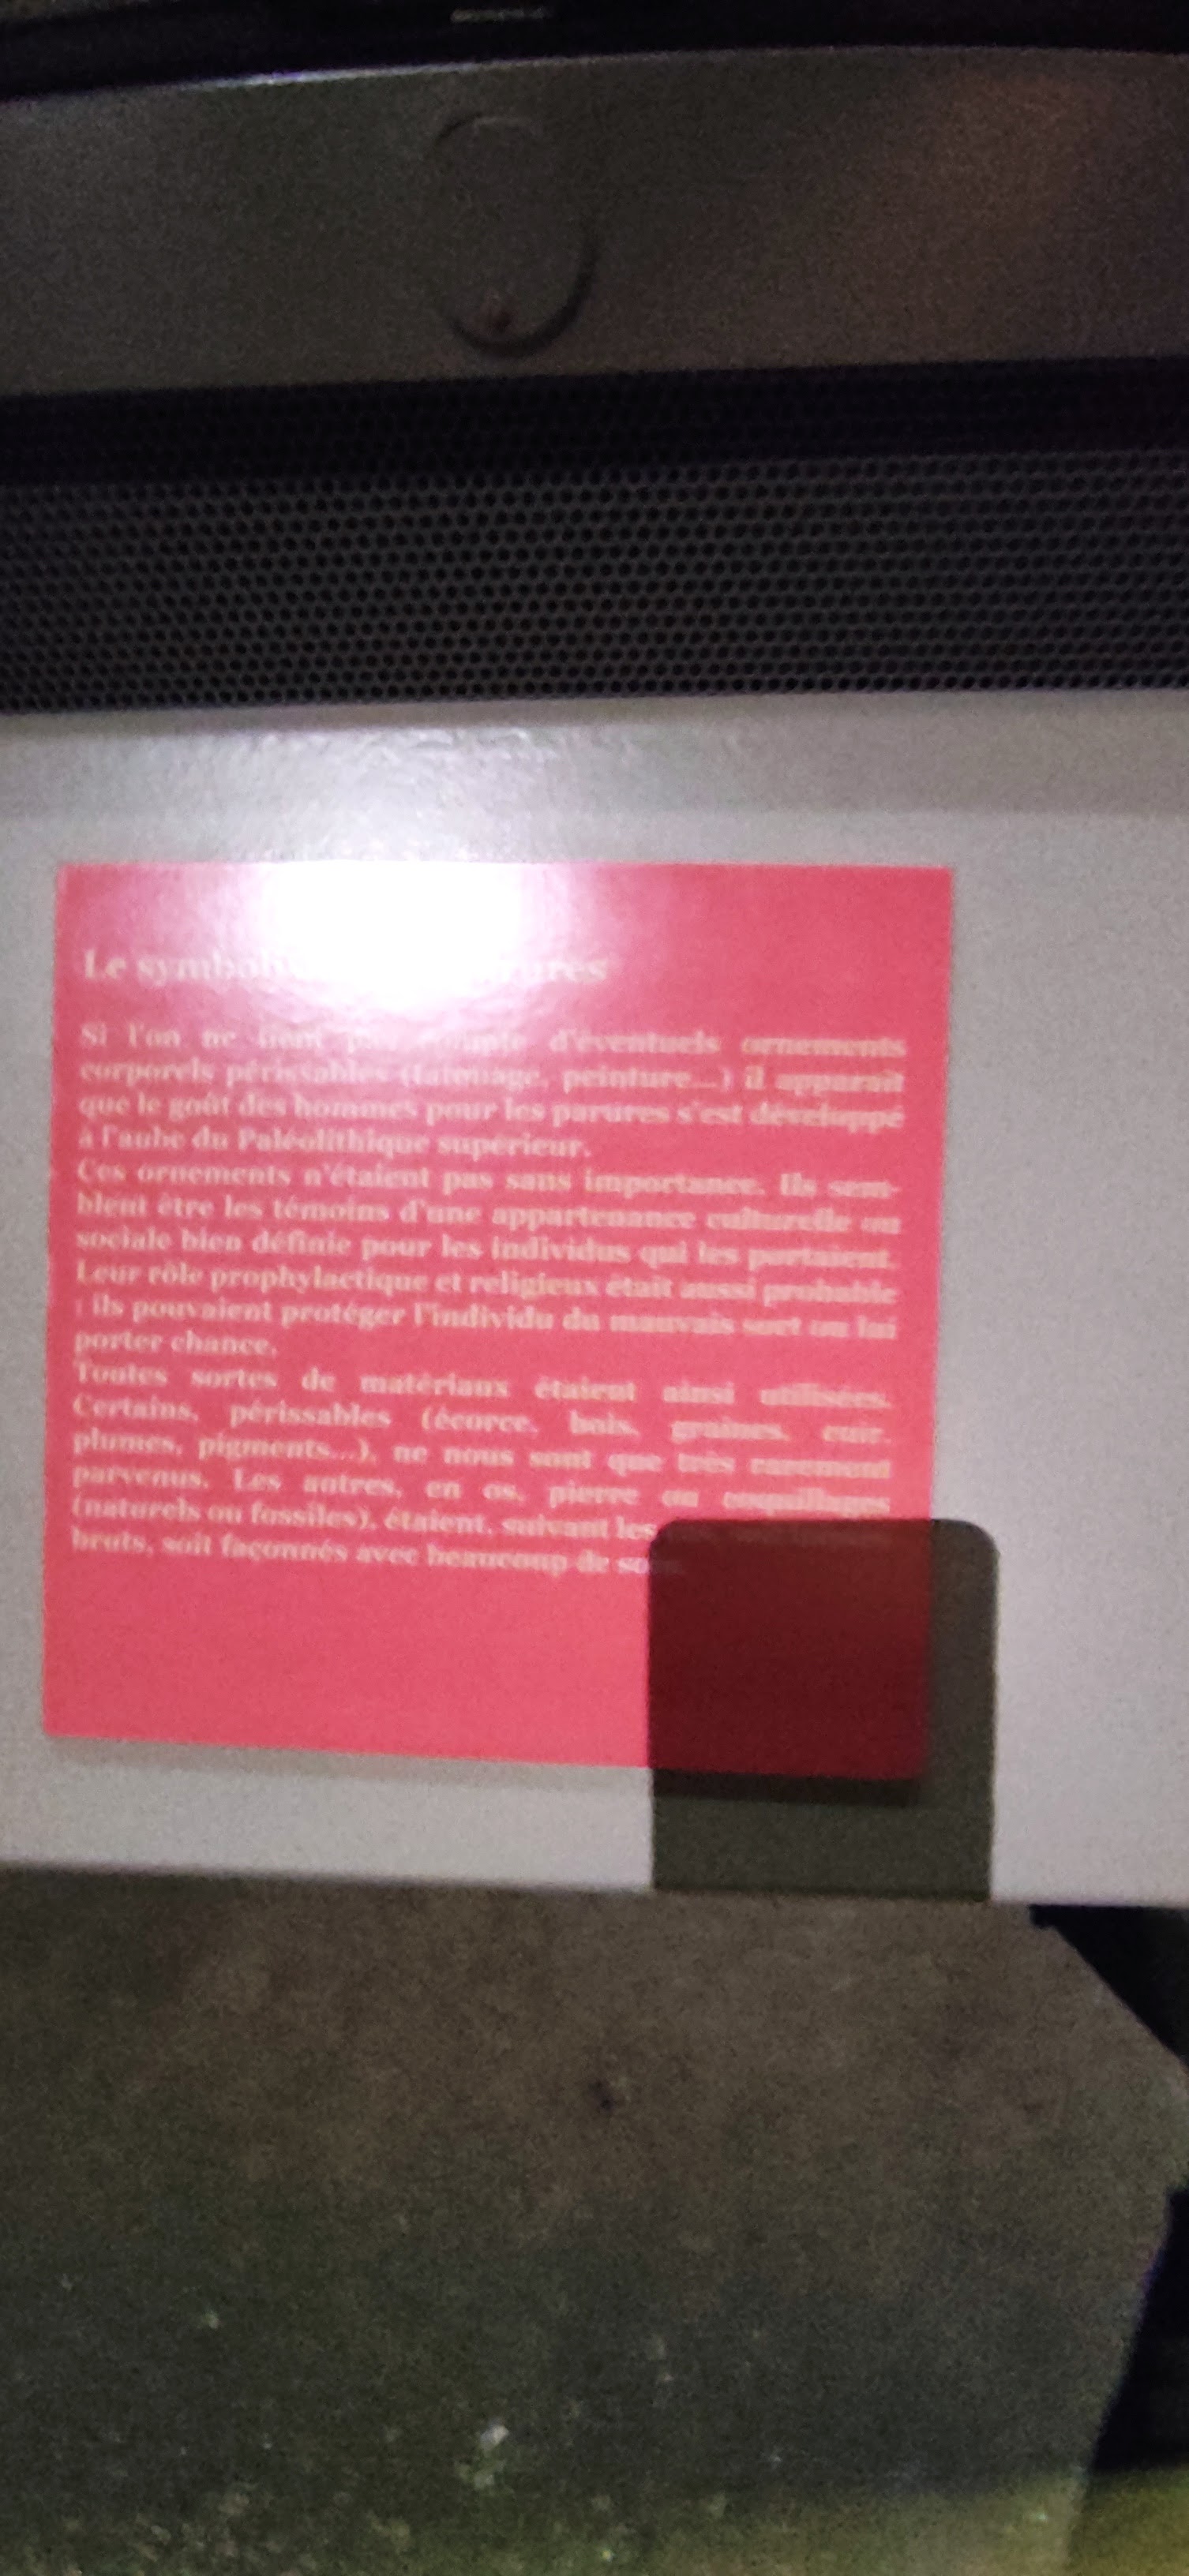 Le symbol
Si l'on ne tient pas compte d'éventuels ornements
corporels périssables (tatouage, peinture...) il apparaît
que le goût des hommes pour les parures s'est développé
à l'aube du Paléolithique supérieur.
Ces ornements n'étaient pas sans importance. Ils sem-
blent être les témoins d'une appartenance culturelle ou
sociale bien définie pour les individus qui les portaient.
Leur rôle prophylactique et religieux était aussi probable
: ils pouvaient protéger l'individu du mauvais sort ou lui
porter chance.
Toutes sortes de matériaux étaient ainsi utilisées.
Certains, périssables (écorce, bois, graines, cuir,
plumes, pigments...), ne nous sont que très rarement
parvenus. Les autres, en os, pierre ou coquillages
(naturels ou fossiles), étaient, suivant les
bruts, soit façonnés avec beaucoup de